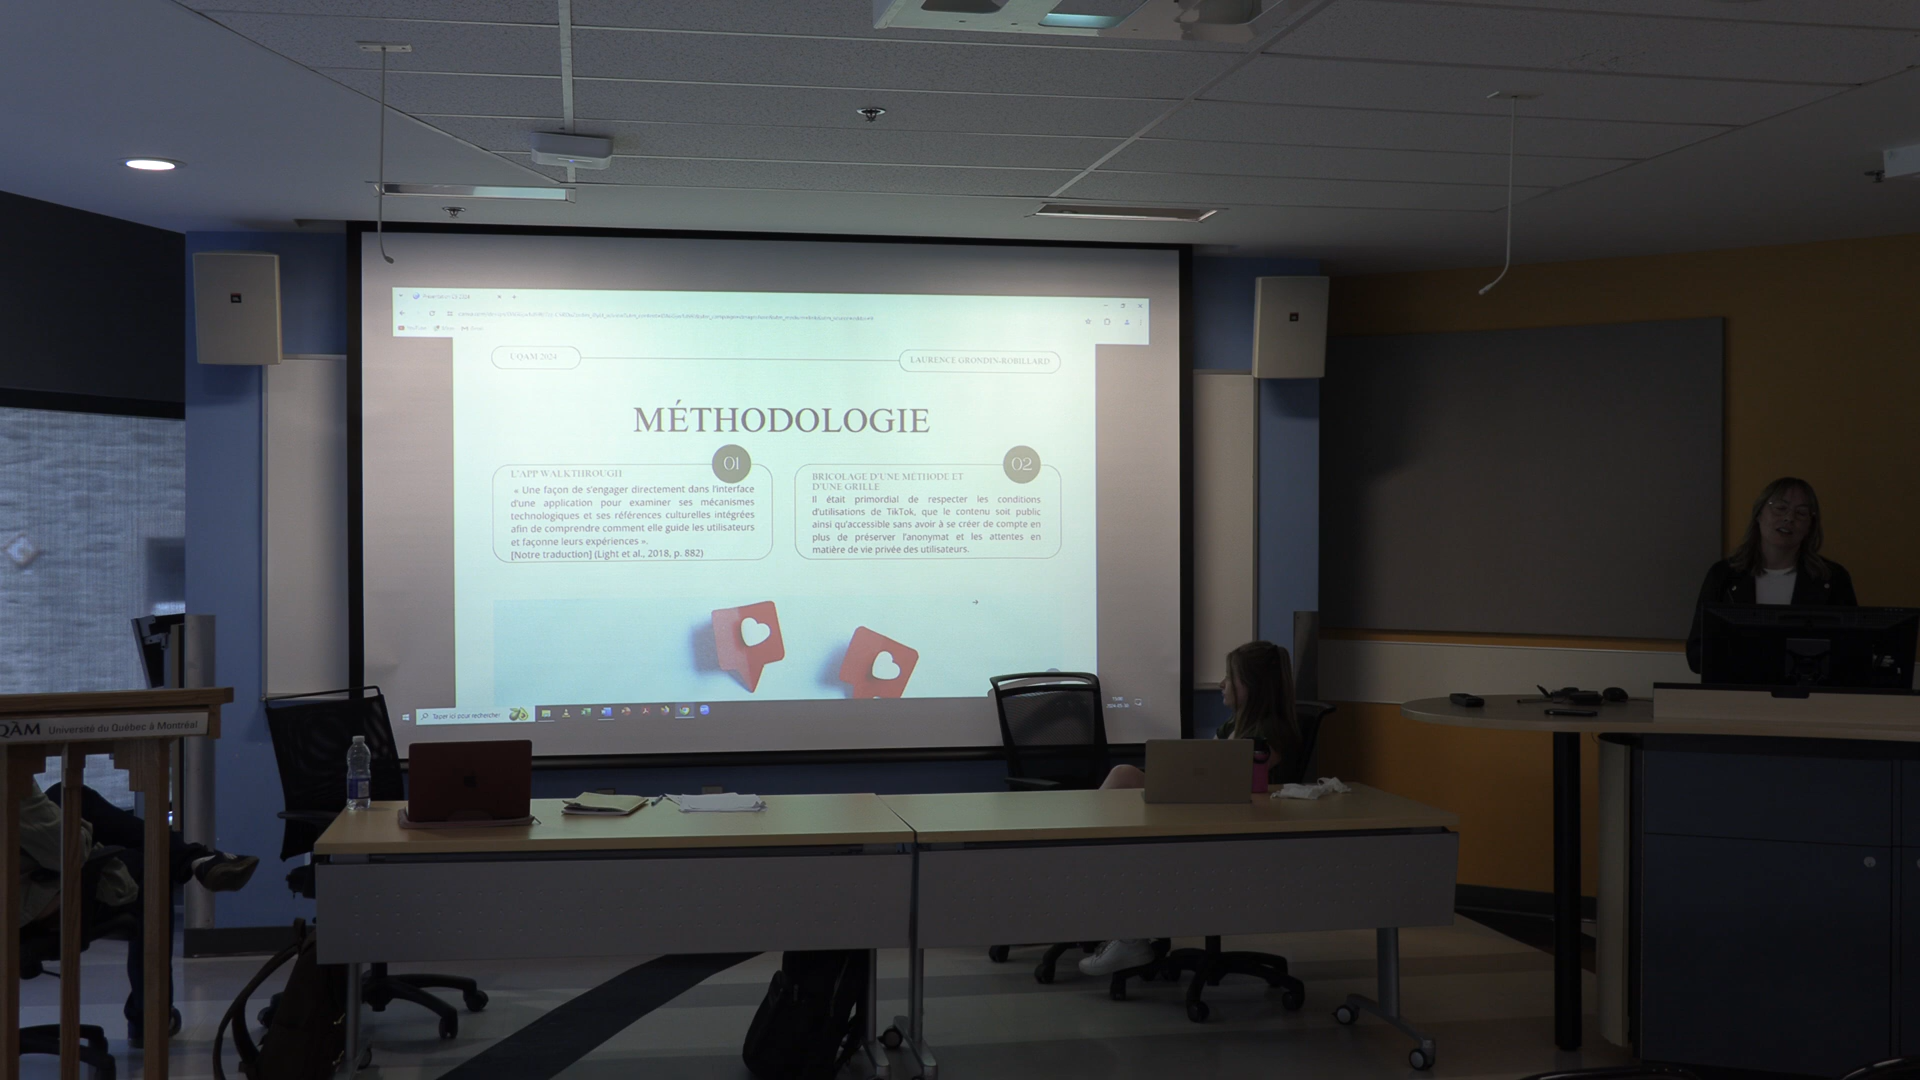 UQAM 2024
LAURENCE GRONDIN-ROBILLARD
MÉTHODOLOGIE
01
L'APP WALKTHROUGH
« Une façon de s'engager directement dans l'interface
d'une application pour examiner ses mécanismes
technologiques et ses références culturelles intégrées
afin de comprendre comment elle guide les utilisateurs
et façonne leurs expériences ».
[Notre traduction] (Light et al., 2018, p. 882)
02
BRICOLAGE D'UNE MÉTHODE ET
D'UNE GRILLE
Il était primordial de respecter les conditions
d'utilisations de TikTok, que le contenu soit public
ainsi qu'accessible sans avoir à se créer de compte en
plus de préserver l'anonymat et les attentes en
matière de vie privée des utilisateurs.
Taper ici pour rechercher
UQÀM Université du Québec à Montréal